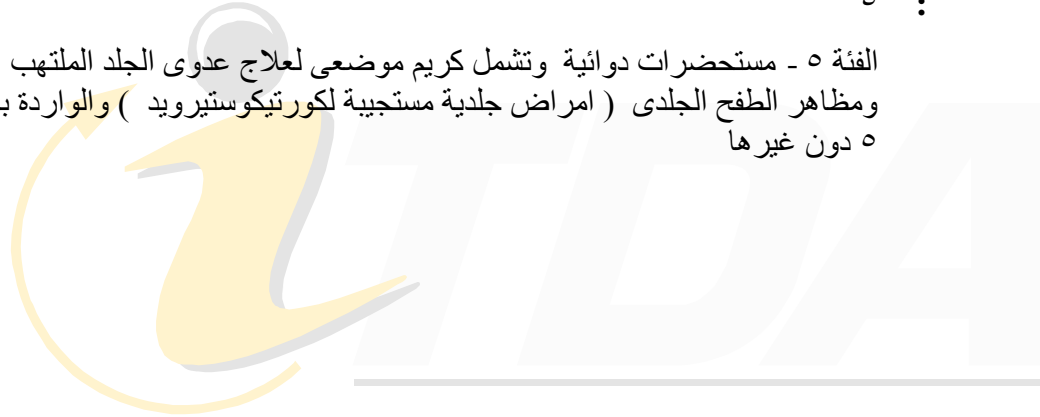 :
الفئة ٥ - مستحضرات دوائية وتشمل كريم موضعى لعلاج عدوى الجلد الملتهب
ومظاهر الطفح الجلدى ( امراض جلدية مستجيبة لكورتيكوستيرويد ) والواردة ب
٥ دون غيرها
iTDA